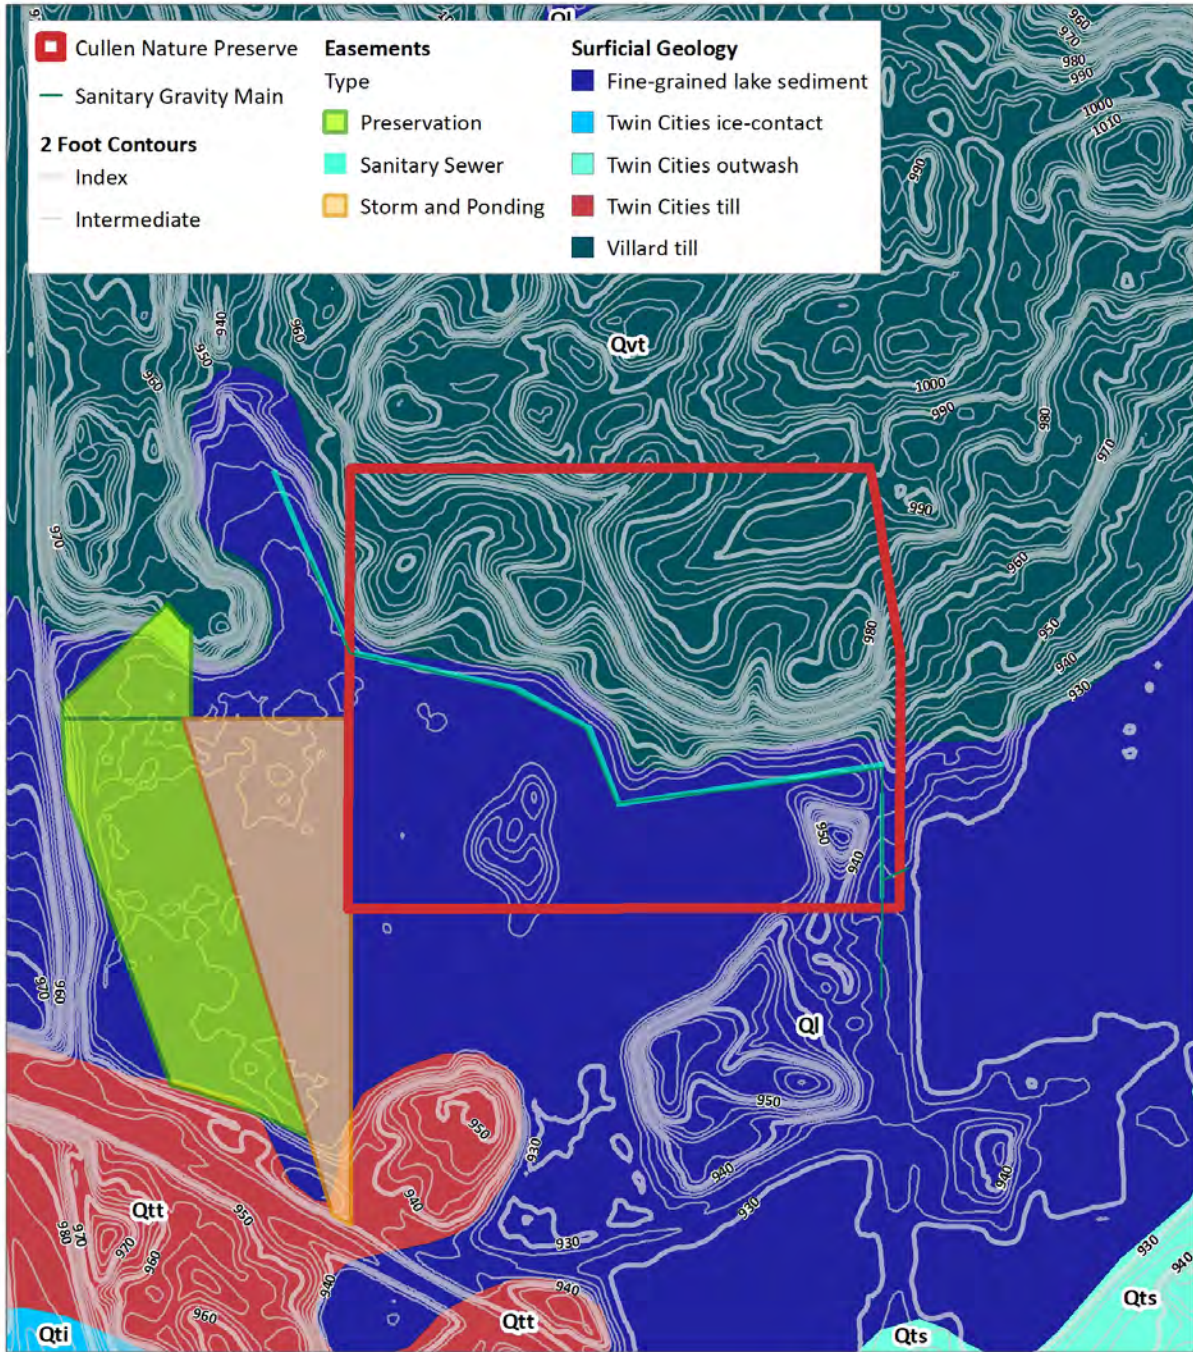 Ql
Cullen Nature Preserve
Sanitary Gravity Main
2 Foot Contours
Index
Intermediate
Easements
Type
Preservation
Sanitary Sewer
Storm and Ponding
Surficial Geology
Fine-grained lake sediment
Twin Cities ice-contact
Twin Cities outwash
Twin Cities till
Villard till
960
970
980
990
1000
1010
990
940
950
960
960
Qvt
1000
990
980
970
970
990
960
980
950
940
930
950
940
970
960
Ql
950
950
940
930
940
940
930
930
Qtt
950
980
970
970
960
960
940
940
Qtt
930
940
Qts
Qts
Qti